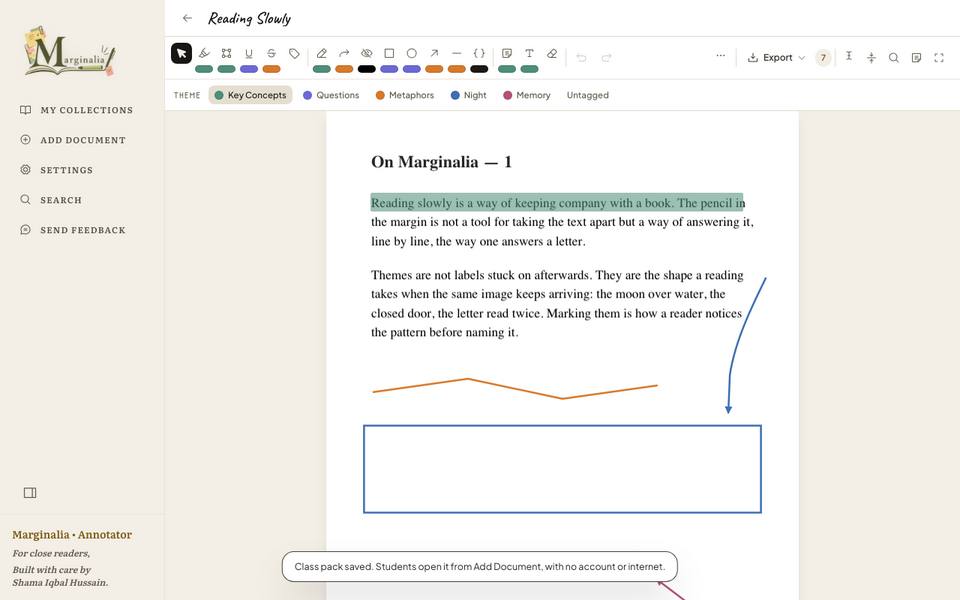 Marginalia
Reading Slowly
Export
7
THEME
Key Concepts
Questions
Metaphors
Night
Memory
Untagged
MY COLLECTIONS
ADD DOCUMENT
SETTINGS
SEARCH
SEND FEEDBACK
On Marginalia — 1
Reading slowly is a way of keeping company with a book. The pencil in
the margin is not a tool for taking the text apart but a way of answering it,
line by line, the way one answers a letter.
Themes are not labels stuck on afterwards. They are the shape a reading
takes when the same image keeps arriving: the moon over water, the
closed door, the letter read twice. Marking them is how a reader notices
the pattern before naming it.
Class pack saved. Students open it from Add Document, with no account or internet.
Marginalia • Annotator
For close readers,
Built with care by
Shama Iqbal Hussain.